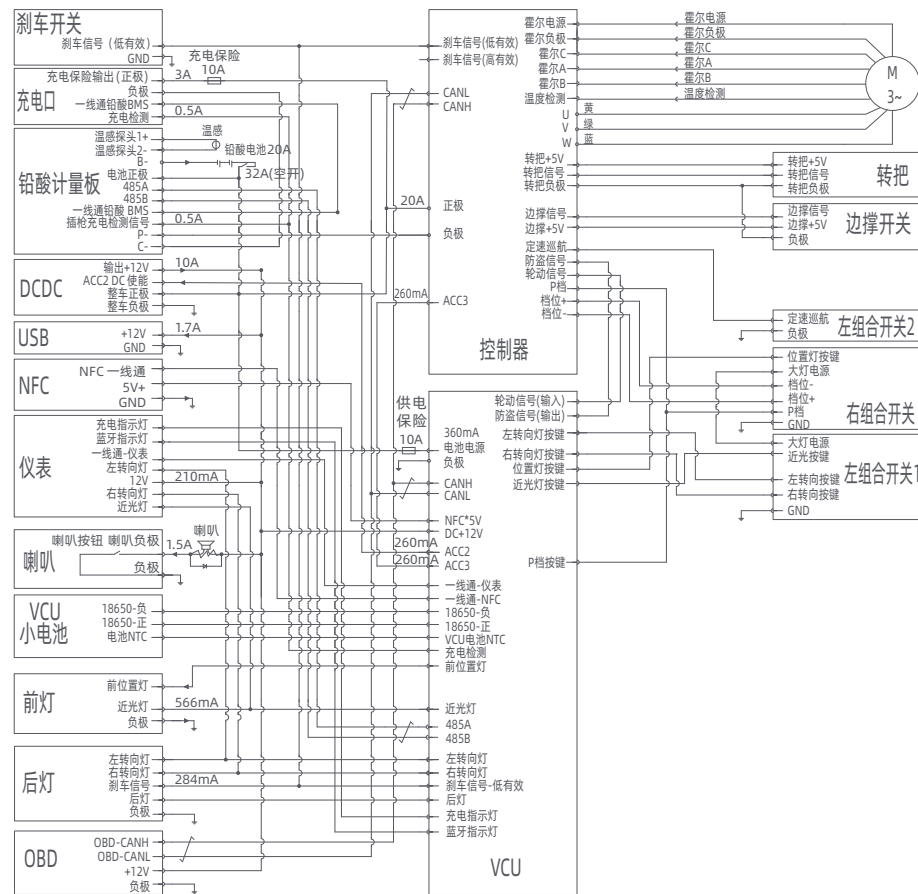 刹车开关
刹车信号（低有效）
GND
充电口
充电保险输出(正极)
负极
一线通铅酸BMS
充电检测
3A
充电保险
10A
0.5A
铅酸计量板
温感探头1+
温感探头2-
B-
电池正极
485A
485B
一线通铅酸 BMS
插枪充电检测信号
P-
C-
温感
铅酸电池20A
32A(空开)
0.5A
DCDC
输出+12V
ACC2 DC 使能
整车正极
整车负极
10A
USB
+12V
GND
1.7A
NFC
NFC 一线通
5V+
GND
仪表
充电指示灯
蓝牙指示灯
一线通-仪表
左转向灯
12V
右转向灯
近光灯
210mA
喇叭
喇叭按钮 喇叭负极
负极
1.5A
喇叭
VCU
小电池
18650-负
18650-正
电池NTC
前灯
前位置灯
近光灯
负极
566mA
后灯
左转向灯
右转向灯
刹车信号
后灯
负极
284mA
OBD
OBD-CANH
OBD-CANL
+12V
负极
刹车信号(低有效)
刹车信号(高有效)
CANL
CANH
20A
正极
负极
260mA
ACC3
控制器
霍尔电源
霍尔负极
霍尔C
霍尔A
霍尔B
温度检测
U
V
W
转把+5V
转把信号
转把负极
边撑信号
边撑+5V
定速巡航
防盗信号
轮动信号
P档
档位+
档位-
霍尔电源
霍尔负极
霍尔C
霍尔A
霍尔B
温度检测
黄
绿
蓝
M
3~
转把+5V
转把信号
转把负极
转把
边撑信号
边撑+5V
负极
边撑开关
定速巡航
负极
左组合开关2
位置灯按键
大灯电源
档位-
档位+
P档
GND
右组合开关
大灯电源
近光按键
左转向按键
右转向按键
GND
左组合开关1
供电
保险
10A
360mA
电池电源
负极
CANH
CANL
NFC*5V
DC+12V
260mA
ACC2
260mA
ACC3
一线通-仪表
一线通-NFC
18650-负
18650-正
VCU电池NTC
充电检测
前位置灯
近光灯
485A
485B
左转向灯
右转向灯
刹车信号-低有效
后灯
充电指示灯
蓝牙指示灯
VCU
轮动信号(输入)
防盗信号(输出)
左转向灯按键
右转向灯按键
位置灯按键
近光灯按键
P档按键